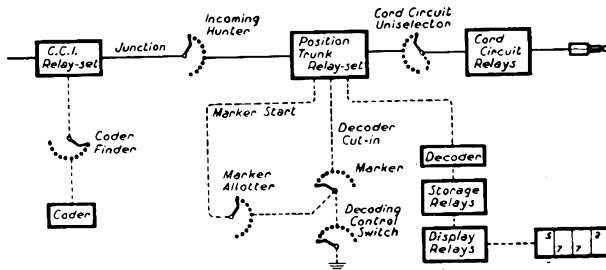 Incoming
Hunter
Cord Circuit
Uniselector
C.C.I.
Relay-set
Junction
Position
Trunk
Relay-set
Cord
Circuit
Relays
Marker Start
Decoder
Cut-in
Coder
Finder
Marker
Allotter
Marker
Decoder
Storage
Relays
Coder
Decoding
Control
Switch
Display
Relays
5 7 7 2